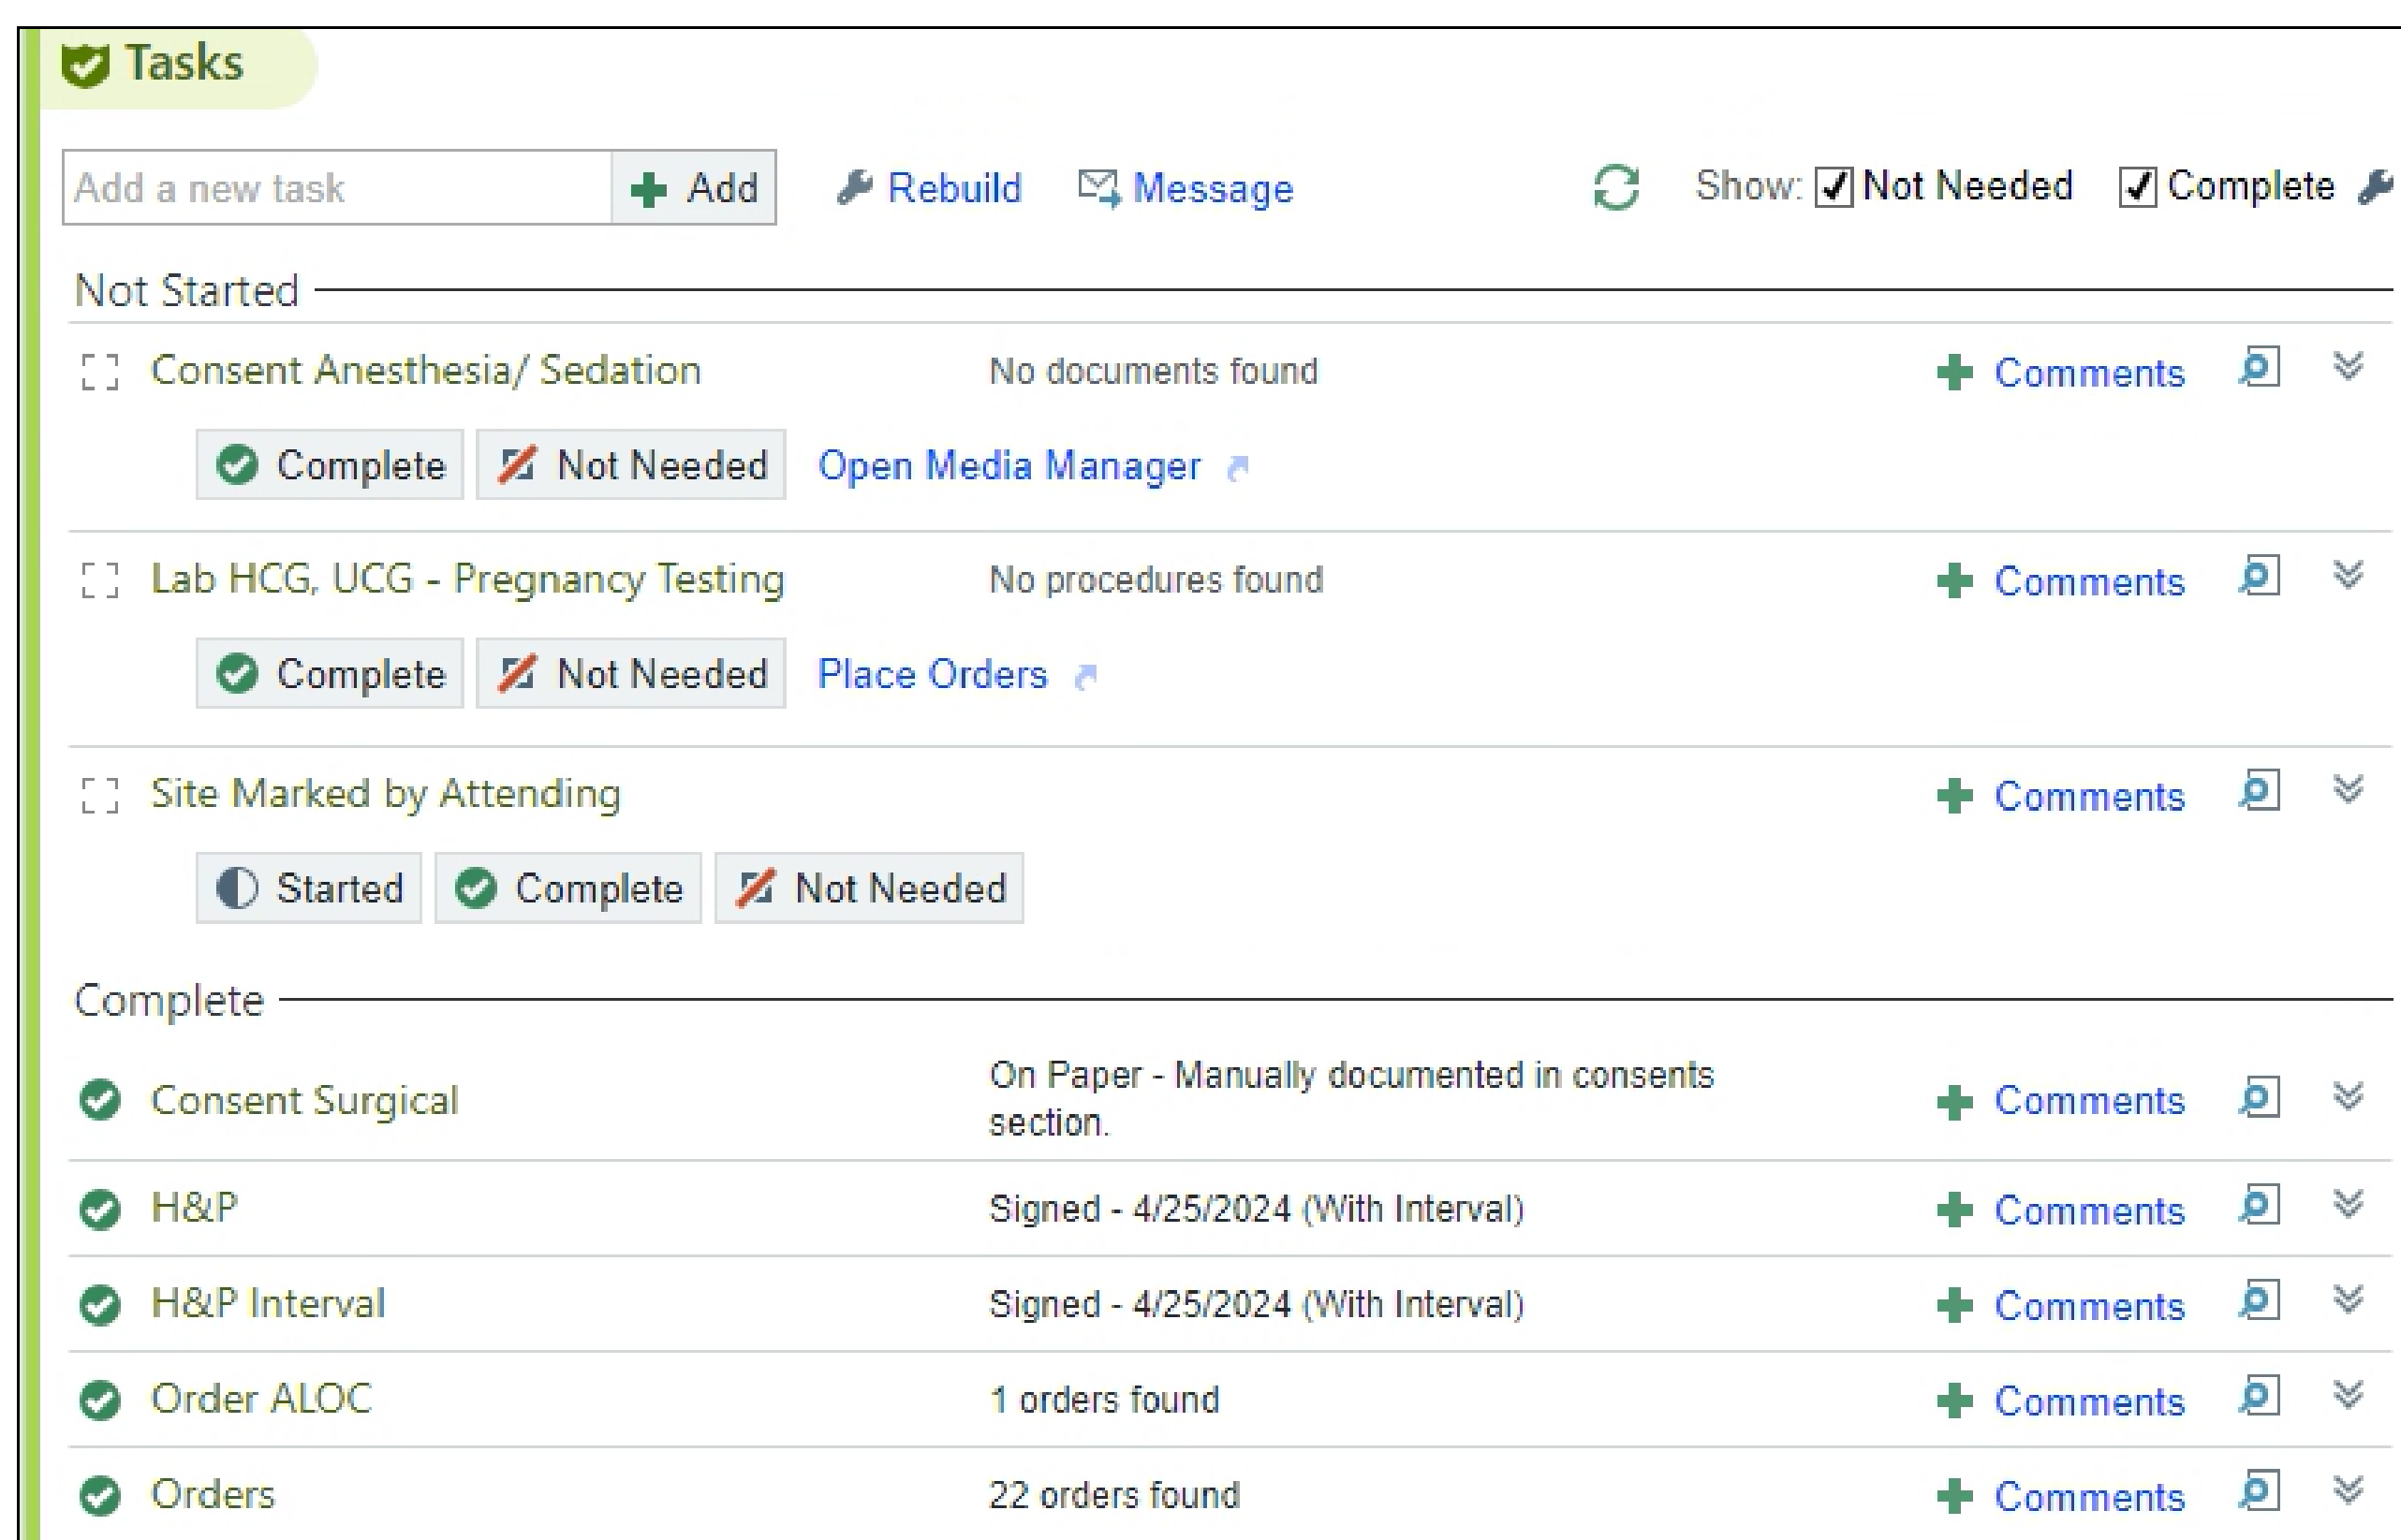 Tasks
Add a new task Add Rebuild Message Show: Not Needed Complete
Not Started
Consent Anesthesia/ Sedation No documents found Comments
Complete Not Needed Open Media Manager
Lab HCG, UCG - Pregnancy Testing No procedures found Comments
Complete Not Needed Place Orders
Site Marked by Attending Comments
Started Complete Not Needed
Complete
Consent Surgical On Paper - Manually documented in consents section. Comments
H&P Signed - 4/25/2024 (With Interval) Comments
H&P Interval Signed - 4/25/2024 (With Interval) Comments
Order ALOC 1 orders found Comments
Orders 22 orders found Comments